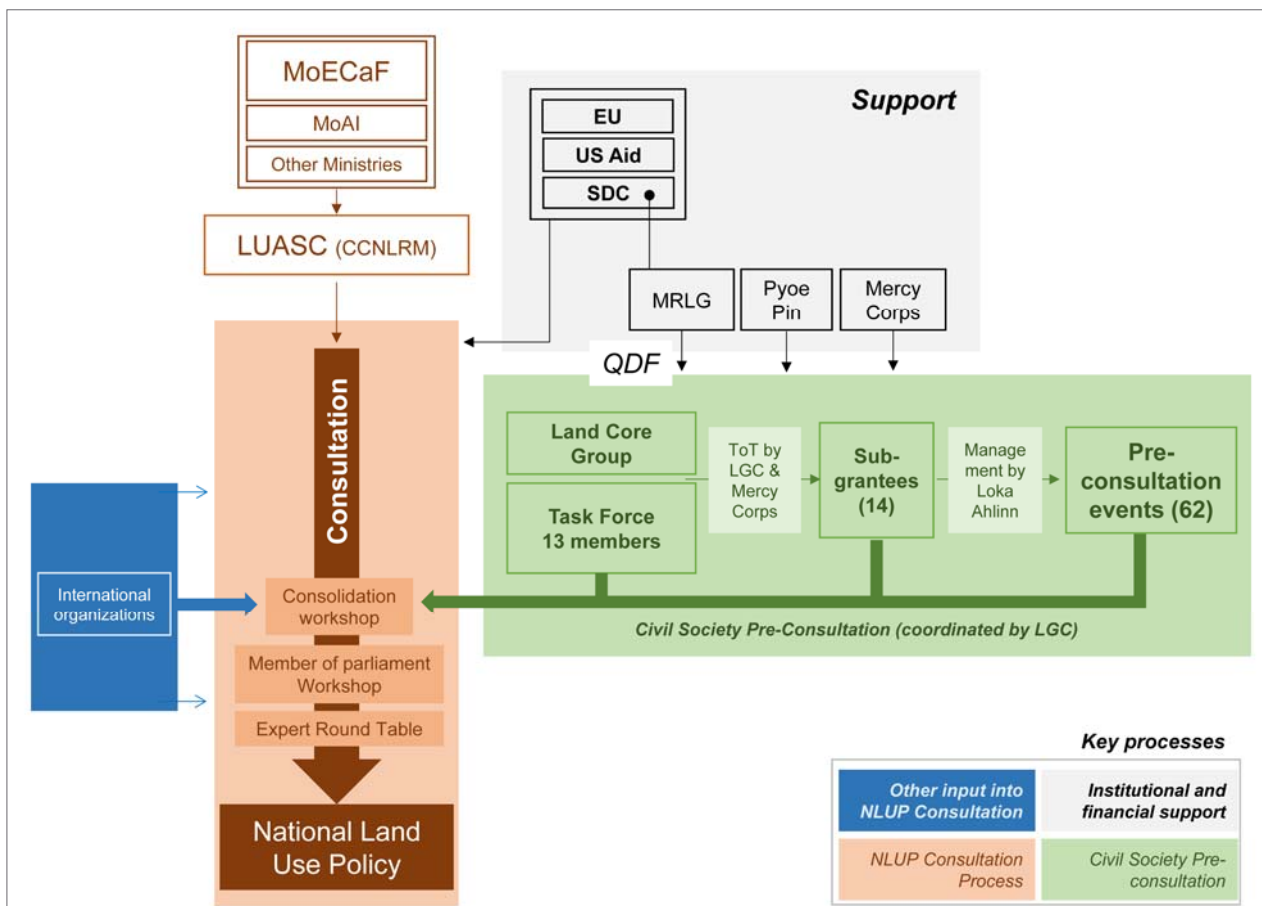 MoECaF
MoAI
Other Ministries
LUASC (CCNLRM)
Support
EU
US Aid
SDC
MRLG
Pyoe
Pin
Mercy
Corps
QDF
Consultation
Land Core
Group
Task Force
13 members
ToT by
LGC &
Mercy
Corps
Sub-
grantees
(14)
Manage
ment by
Loka
Ahlinn
Pre-
consultation
events (62)
Civil Society Pre-Consultation (coordinated by LGC)
International
organizations
Consolidation
workshop
Member of parliament
Workshop
Expert Round Table
National Land
Use Policy
Key processes
Other input into
NLUP Consultation
Institutional and
financial support
NLUP Consultation
Process
Civil Society Pre-
consultation